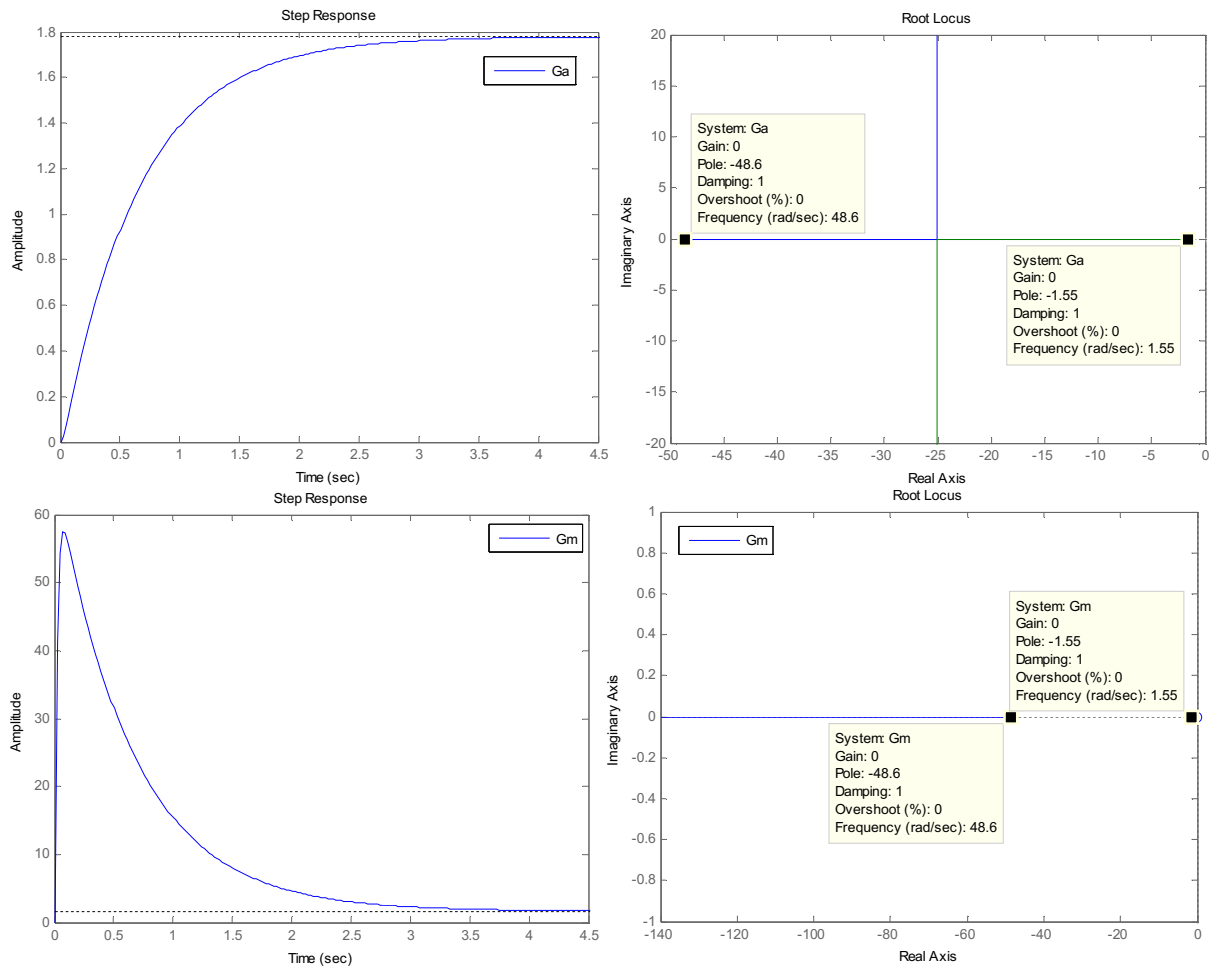 Step Response
1.8
1.6
1.4
1.2
1
0.8
0.6
0.4
0.2
0
Amplitude
Ga
0 0.5 1 1.5 2 2.5 3 3.5 4 4.5
Time (sec)
Root Locus
20
15
10
5
0
-5
-10
-15
-20
Imaginary Axis
System: Ga
Gain: 0
Pole: -48.6
Damping: 1
Overshoot (%): 0
Frequency (rad/sec): 48.6
System: Ga
Gain: 0
Pole: -1.55
Damping: 1
Overshoot (%): 0
Frequency (rad/sec): 1.55
-50 -45 -40 -35 -30 -25 -20 -15 -10 -5 0
Real Axis
Step Response
60
50
40
30
20
10
0
Amplitude
Gm
0 0.5 1 1.5 2 2.5 3 3.5 4 4.5
Time (sec)
Root Locus
1
0.8
0.6
0.4
0.2
0
-0.2
-0.4
-0.6
-0.8
-1
Imaginary Axis
Gm
System: Gm
Gain: 0
Pole: -1.55
Damping: 1
Overshoot (%): 0
Frequency (rad/sec): 1.55
System: Gm
Gain: 0
Pole: -48.6
Damping: 1
Overshoot (%): 0
Frequency (rad/sec): 48.6
-140 -120 -100 -80 -60 -40 -20 0
Real Axis